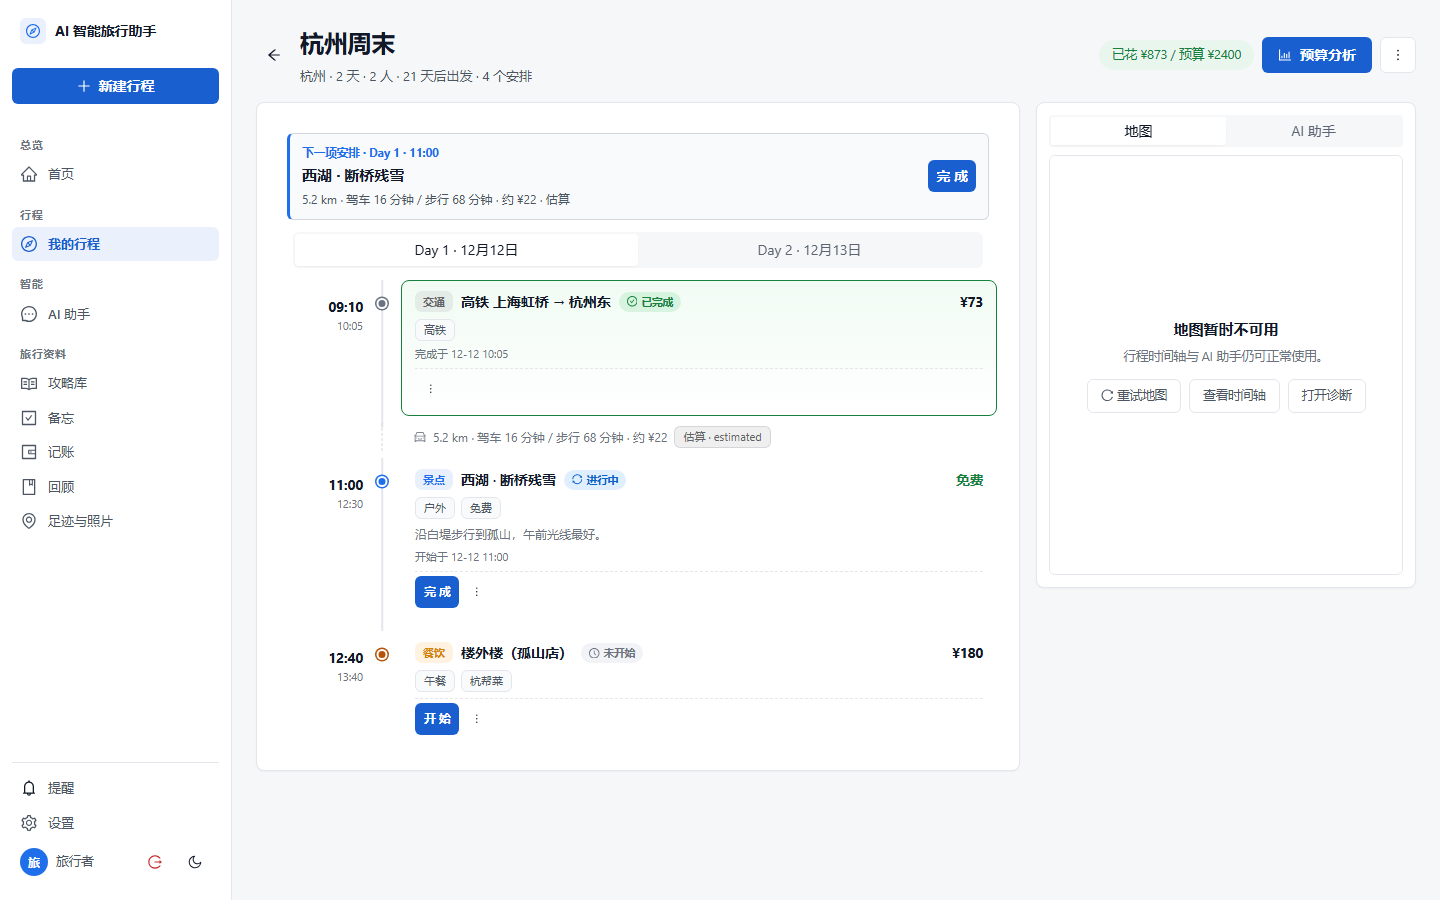 AI 智能旅行助手
新建行程
总览
首页
行程
我的行程
智能
AI 助手
旅行资料
攻略库
备忘
记账
回顾
足迹与照片
提醒
设置
旅 旅行者
杭州周末
杭州 · 2 天 · 2 人 · 21 天后出发 · 4 个安排
已花 ¥873 / 预算 ¥2400
预算分析
下一项安排 · Day 1 · 11:00
西湖 · 断桥残雪
5.2 km · 驾车 16 分钟 / 步行 68 分钟 · 约 ¥22 · 估算
完 成
Day 1 · 12月12日
Day 2 · 12月13日
09:10
10:05
交通 高铁 上海虹桥 → 杭州东 已完成 ¥73
高铁
完成于 12-12 10:05
5.2 km · 驾车 16 分钟 / 步行 68 分钟 · 约 ¥22 估算 · estimated
11:00
12:30
景点 西湖 · 断桥残雪 进行中 免费
户外 免费
沿白堤步行到孤山，午前光线最好。
开始于 12-12 11:00
完 成
12:40
13:40
餐饮 楼外楼（孤山店） 未开始 ¥180
午餐 杭帮菜
开 始
地图
AI 助手
地图暂时不可用
行程时间轴与 AI 助手仍可正常使用。
重试地图 查看时间轴 打开诊断